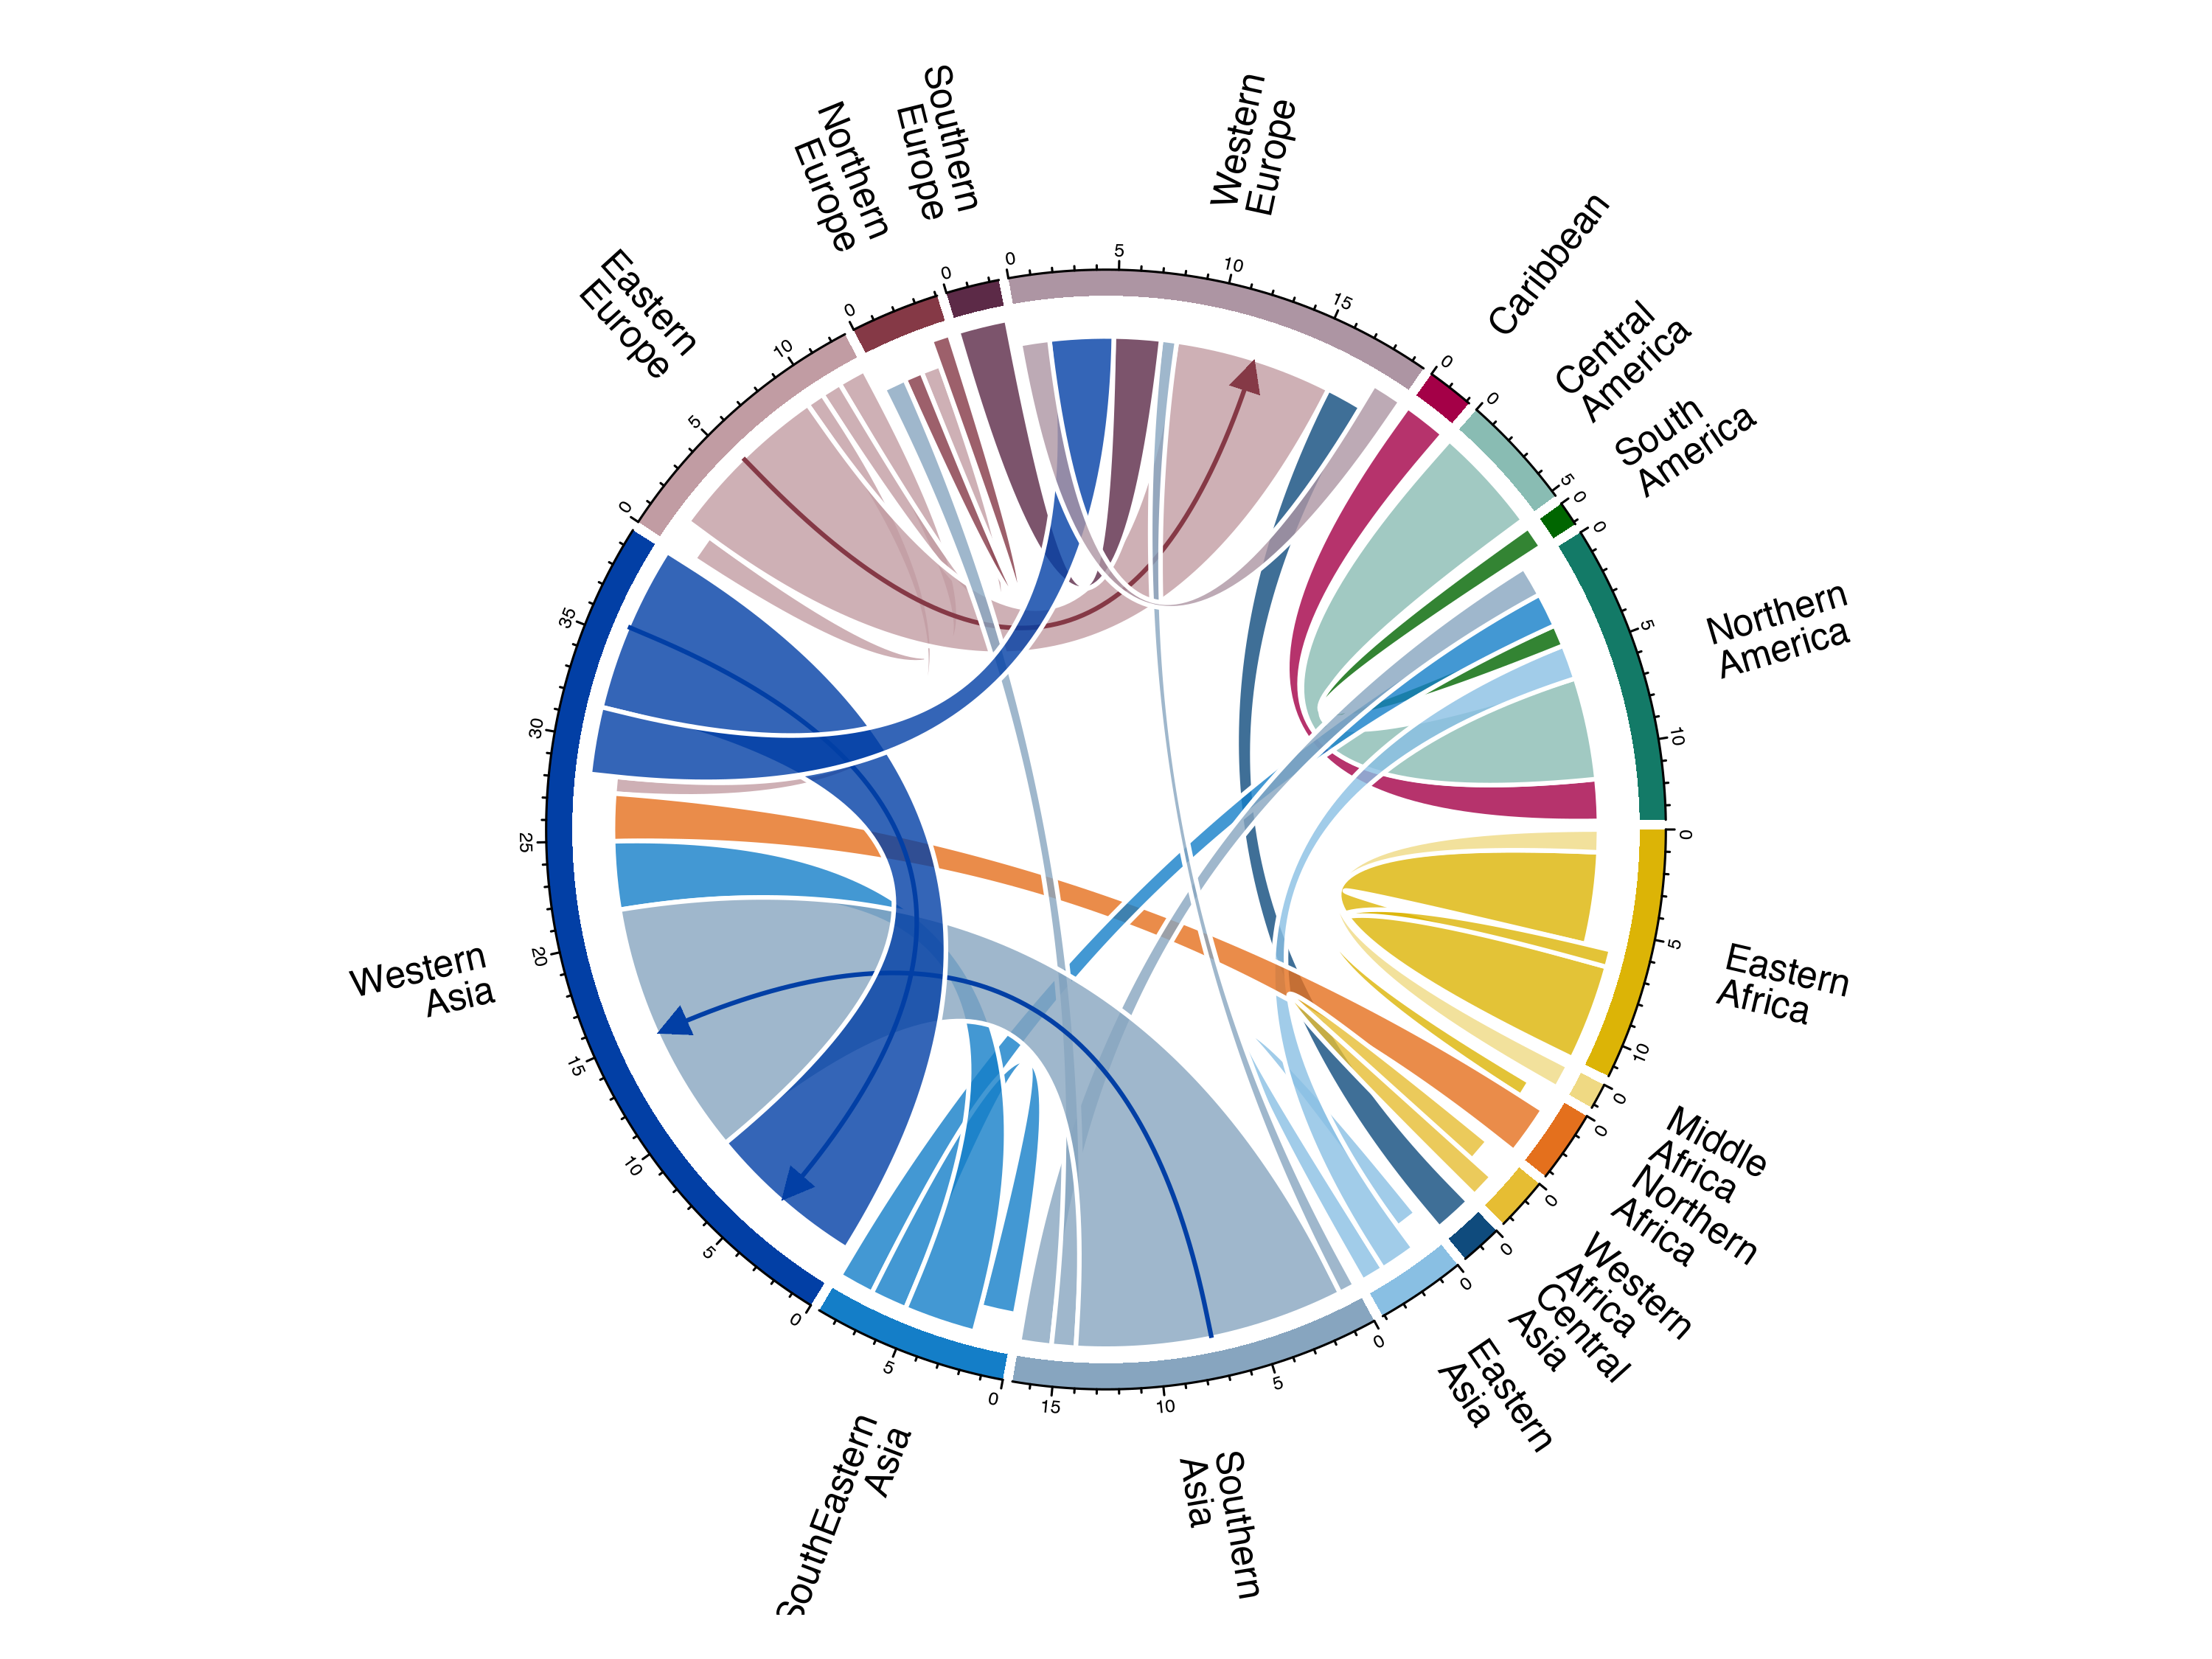 Southern
Europe
Northern
Europe
Eastern
Europe
Western
Europe
Caribbean
Central
America
South
America
Northern
America
Eastern
Africa
Middle
Africa
Northern
Africa
Western
Africa
Central
Asia
Eastern
Asia
Southern
Asia
SouthEastern
Asia
Western
Asia
0
5
10
0
0
0
5
10
15
0
0
5
0
0
5
10
0
5
10
0
0
0
0
0
0
5
10
15
0
5
0
5
10
15
20
25
30
35